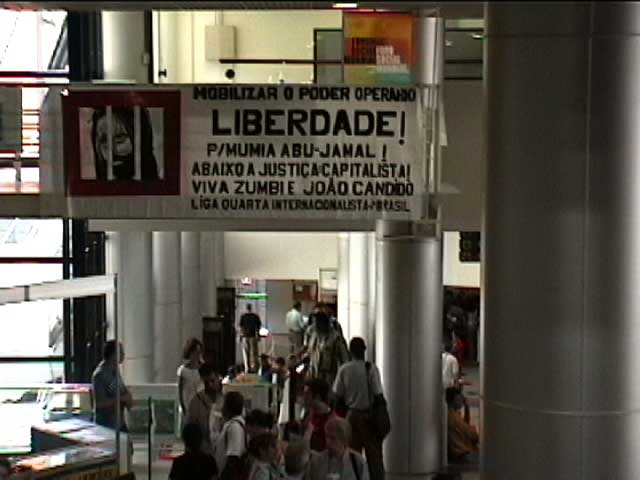 MOBILIZAR O PODER OPERARIO
LIBERDADE!
P/MUMIA ABU-JAMAL!
ABAIXO A JUSTIÇA CAPITALISTA!
VIVA ZUMBI E JOÃO CANDIDO
LIGA QUARTA INTERNACIONALISTA-BRASIL